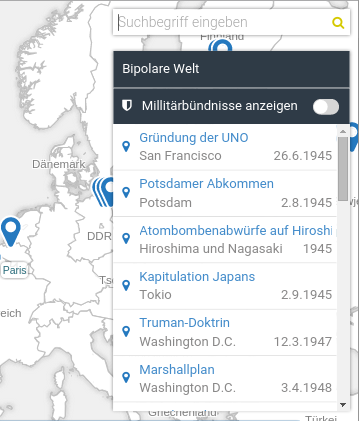 Suchbegriff eingeben
Finnland
Bipolare Welt
Millitärbündnisse anzeigen
Gründung der UNO
San Francisco 26.6.1945
Dänemark
Potsdamer Abkommen
Potsdam 2.8.1945
Atombombenabwürfe auf Hiroshi
DDR
Hiroshima und Nagasaki 1945
Paris
Kapitulation Japans
Tsc
Tokio 2.9.1945
eich
Truman-Doktrin
Washington D.C. 12.3.1947
Marshallplan
Washington D.C. 3.4.1948
Griechenland
Türkei